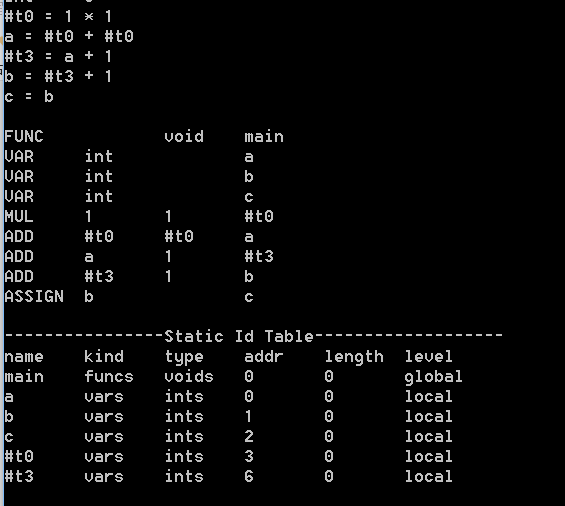 #t0 = 1 * 1
a = #t0 + #t0
#t3 = a + 1
b = #t3 + 1
c = b
FUNC void main
VAR int a
VAR int b
VAR int c
MUL 1 1 #t0
ADD #t0 #t0 a
ADD a 1 #t3
ADD #t3 1 b
ASSIGN b c
----------------Static Id Table-------------------
name kind type addr length level
main funcs voids 0 0 global
a vars ints 0 0 local
b vars ints 1 0 local
c vars ints 2 0 local
#t0 vars ints 3 0 local
#t3 vars ints 6 0 local